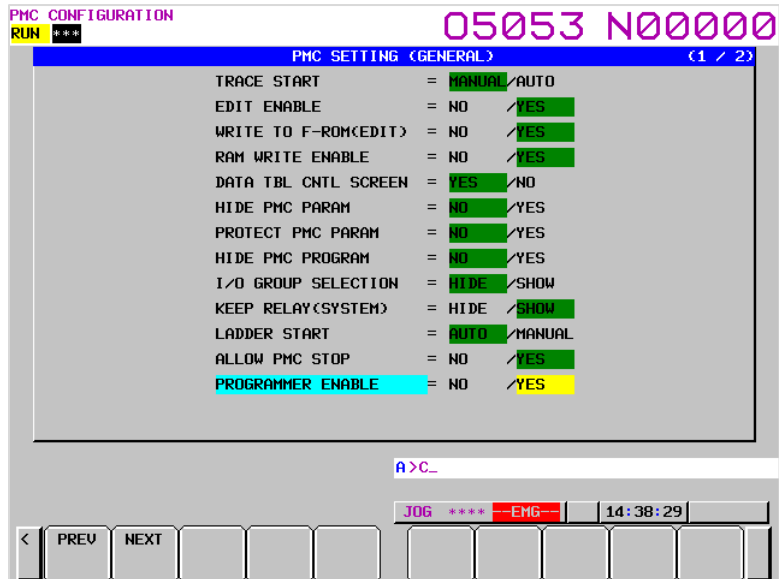 PMC CONFIGURATION
RUN *** O5053 N00000
PMC SETTING (GENERAL) (1 / 2)
TRACE START = MANUAL/AUTO
EDIT ENABLE = NO /YES
WRITE TO F-ROM(EDIT) = NO /YES
RAM WRITE ENABLE = NO /YES
DATA TBL CNTL SCREEN = YES /NO
HIDE PMC PARAM = NO /YES
PROTECT PMC PARAM = NO /YES
HIDE PMC PROGRAM = NO /YES
I/O GROUP SELECTION = HIDE /SHOW
KEEP RELAY(SYSTEM) = HIDE /SHOW
LADDER START = AUTO /MANUAL
ALLOW PMC STOP = NO /YES
PROGRAMMER ENABLE = NO /YES
A>C_
JOG **** --EMG-- 14:38:29
< PREV NEXT